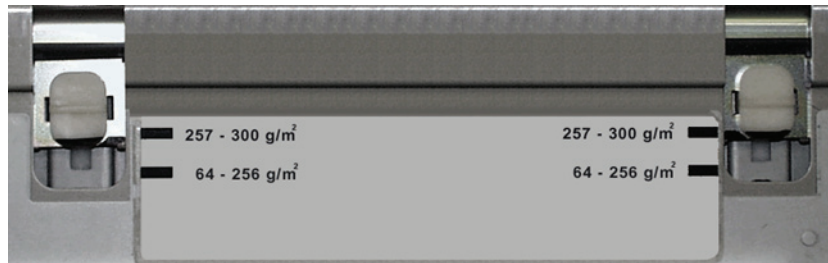 257 - 300 g/m² 257 - 300 g/m²
64 - 256 g/m² 64 - 256 g/m²